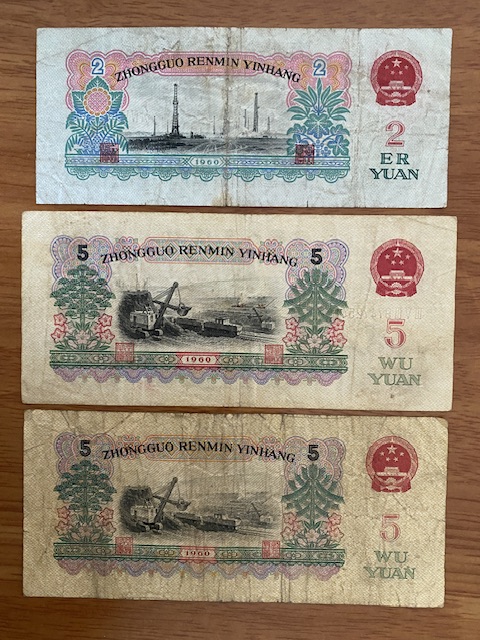 2 ZHONGGUO RENMIN YINHANG 2
2
ER
YUAN
1960
5 ZHONGGUO RENMIN YINHANG 5
5
WU
YUAN
1960
5 ZHONGGUO RENMIN YINHANG 5
5
WU
YUAN
1960